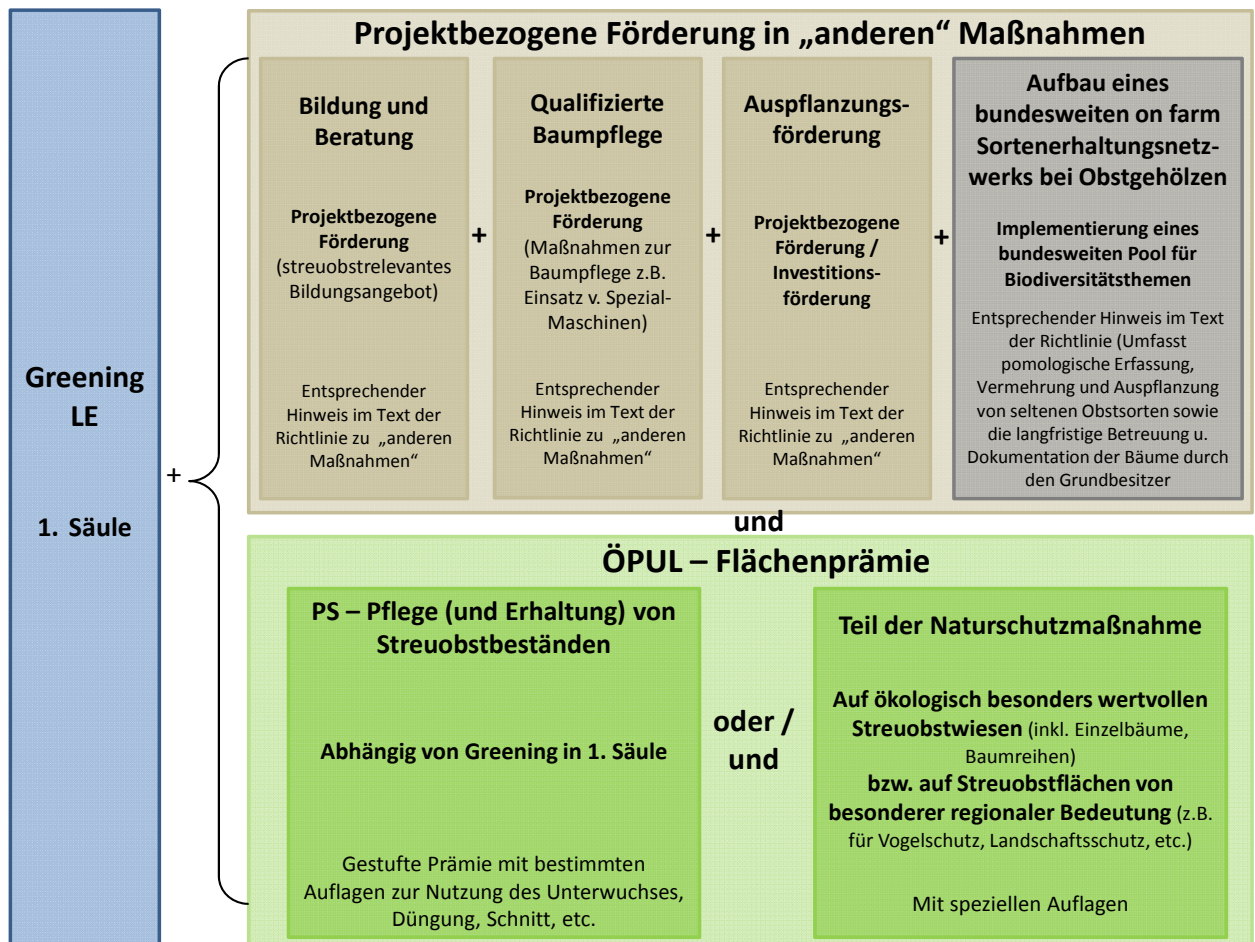 Greening
LE
1. Säule
+
Projektbezogene Förderung in „anderen“ Maßnahmen
Bildung und
Beratung
Projektbezogene
Förderung
(streuobstrelevantes
Bildungsangebot)
Entsprechender
Hinweis im Text der
Richtlinie zu „anderen
Maßnahmen“
+
Qualifizierte
Baumpflege
Projektbezogene
Förderung
(Maßnahmen zur
Baumpflege z.B.
Einsatz v. Spezial-
Maschinen)
Entsprechender
Hinweis im Text der
Richtlinie zu „anderen
Maßnahmen“
+
Auspflanzungs-
förderung
Projektbezogene
Förderung /
Investitions-
förderung
Entsprechender
Hinweis im Text der
Richtlinie zu „anderen
Maßnahmen“
+
Aufbau eines
bundesweiten on farm
Sortenerhaltungsnetz-
werks bei Obstgehölzen
Implementierung eines
bundesweiten Pool für
Biodiversitätsthemen
Entsprechender Hinweis im Text
der Richtlinie (Umfasst
pomologische Erfassung,
Vermehrung und Auspflanzung
von seltenen Obstsorten sowie
die langfristige Betreuung u.
Dokumentation der Bäume durch
den Grundbesitzer
und
ÖPUL – Flächenprämie
PS – Pflege (und Erhaltung) von
Streuobstbeständen
Abhängig von Greening in 1. Säule
Gestufte Prämie mit bestimmten
Auflagen zur Nutzung des Unterwuchses,
Düngung, Schnitt, etc.
oder /
und
Teil der Naturschutzmaßnahme
Auf ökologisch besonders wertvollen
Streuobstwiesen (inkl. Einzelbäume,
Baumreihen)
bzw. auf Streuobstflächen von
besonderer regionaler Bedeutung (z.B.
für Vogelschutz, Landschaftsschutz, etc.)
Mit speziellen Auflagen